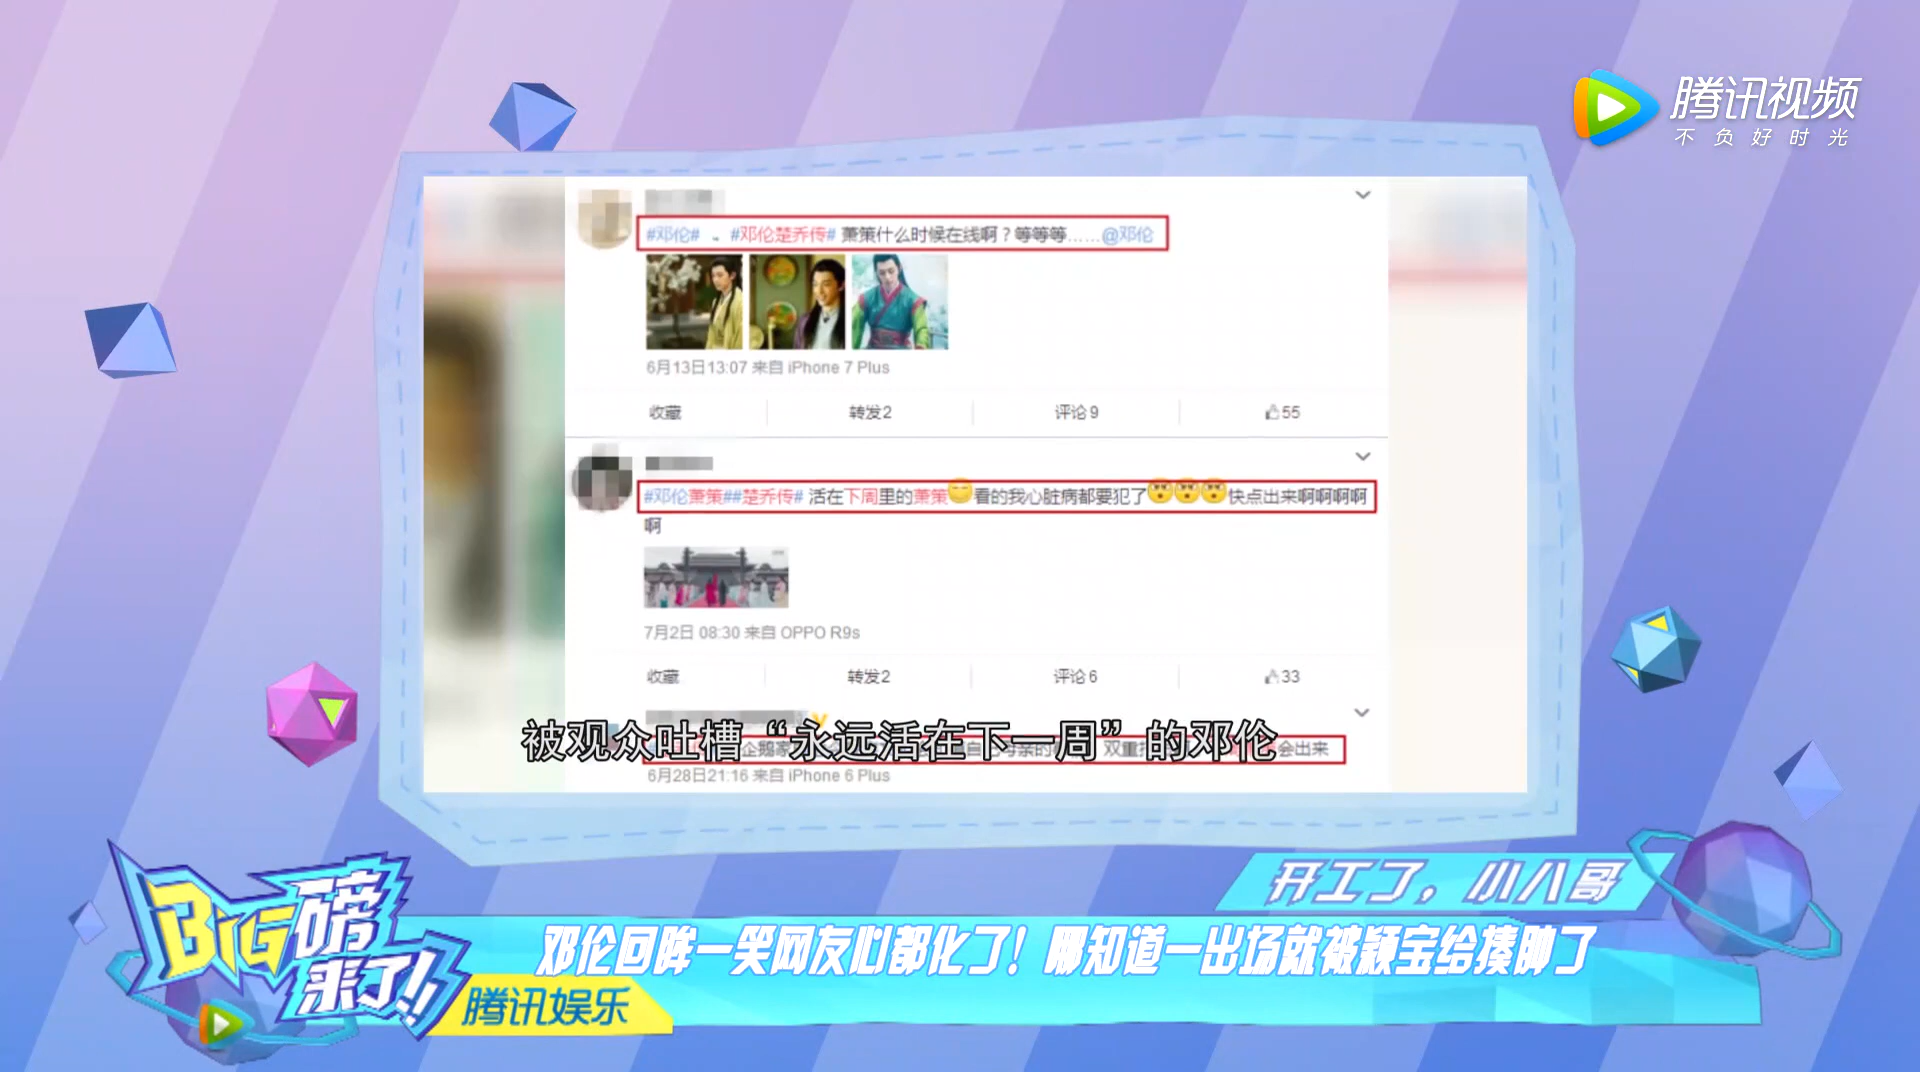 腾讯视频
不负好时光
#邓伦# 。 #邓伦楚乔传# 萧策什么时候在线啊？等等等……@邓伦
6月13日13:07 来自 iPhone 7 Plus
收藏 转发2 评论9 55
#邓伦萧策##楚乔传# 活在下周里的萧策看的我心脏病都要犯了快点出来啊啊啊啊
啊
7月2日 08:30 来自 OPPO R9s
收藏 转发2 评论6 33
被观众吐槽“永远活在下一周”的邓伦
会出来
6月28日21:16 来自 iPhone 6 Plus
开工了，小八哥
BIG磅
来了!!
邓伦回眸一笑网友心都化了！哪知道一出场就被颖宝给揍肿了
腾讯娱乐